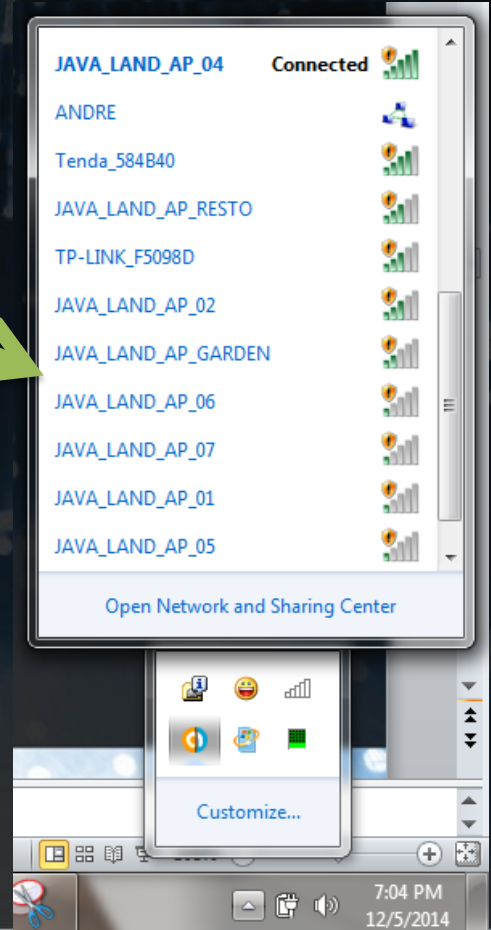 JAVA_LAND_AP_04 Connected
ANDRE
Tenda_584B40
JAVA_LAND_AP_RESTO
TP-LINK_F5098D
JAVA_LAND_AP_02
JAVA_LAND_AP_GARDEN
JAVA_LAND_AP_06
JAVA_LAND_AP_07
JAVA_LAND_AP_01
JAVA_LAND_AP_05
Open Network and Sharing Center
Customize...
7:04 PM
12/5/2014